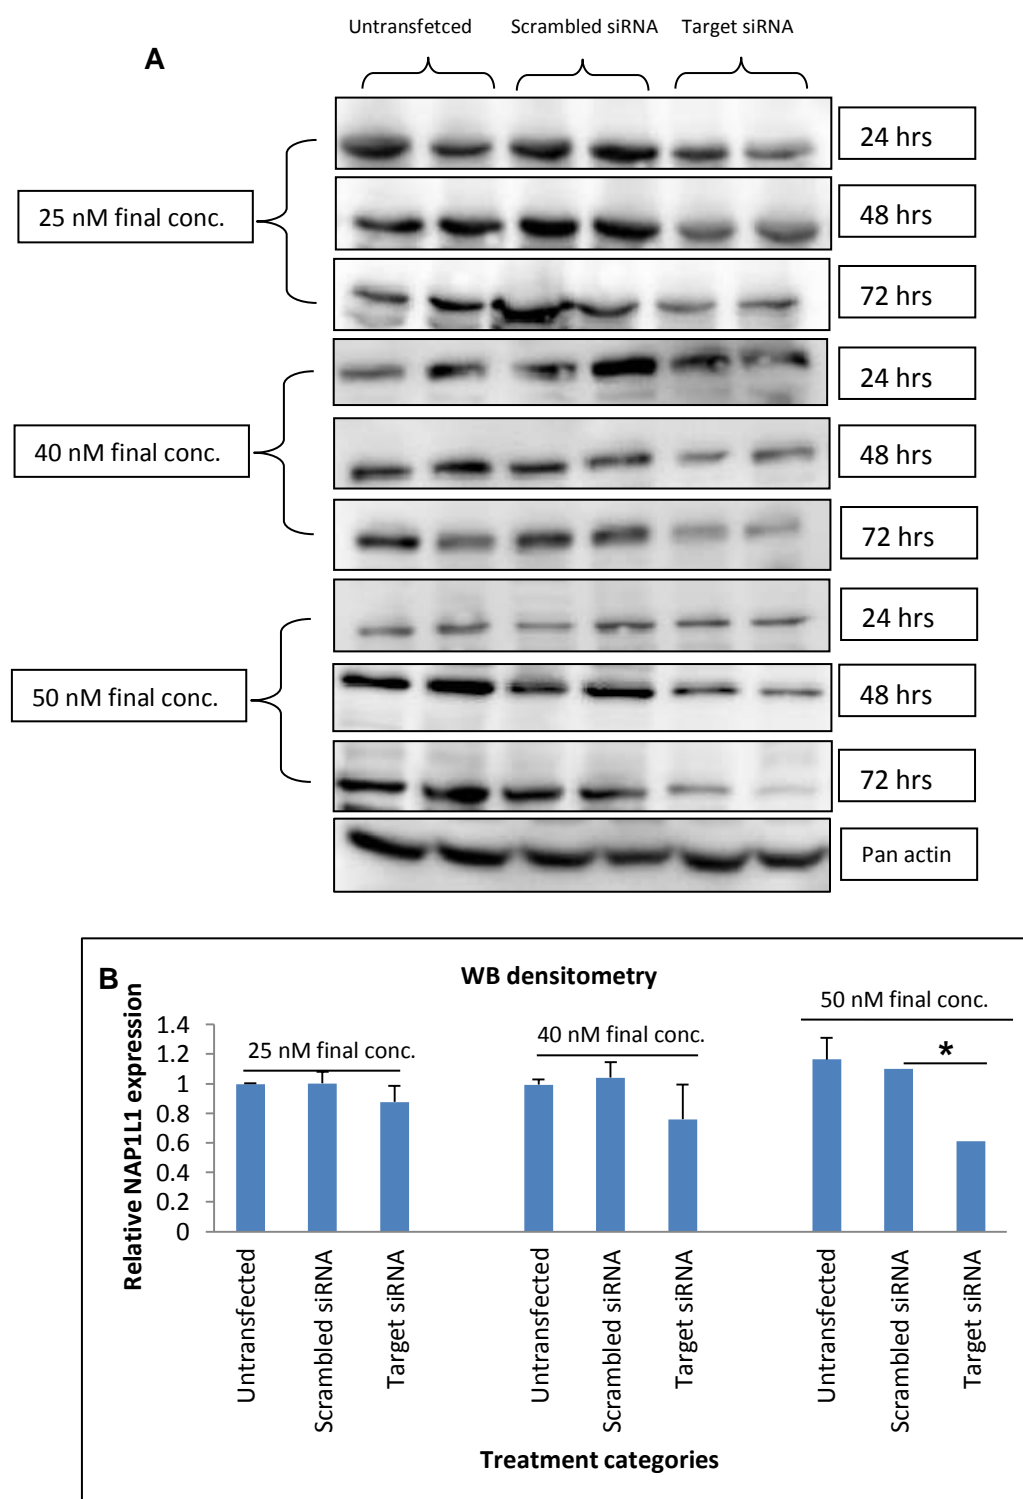 Untransfetced Scrambled siRNA Target siRNA
A
24 hrs
25 nM final conc.
48 hrs
72 hrs
24 hrs
40 nM final conc.
48 hrs
72 hrs
24 hrs
50 nM final conc.
48 hrs
72 hrs
Pan actin
B
WB densitometry
Relative NAP1L1 expression
1.4
1.2
1
0.8
0.6
0.4
0.2
0
25 nM final conc.
40 nM final conc.
50 nM final conc.
*
Untransfected
Scrambled siRNA
Target siRNA
Untransfected
Scrambled siRNA
Target siRNA
Untransfected
Scrambled siRNA
Target siRNA
Treatment categories